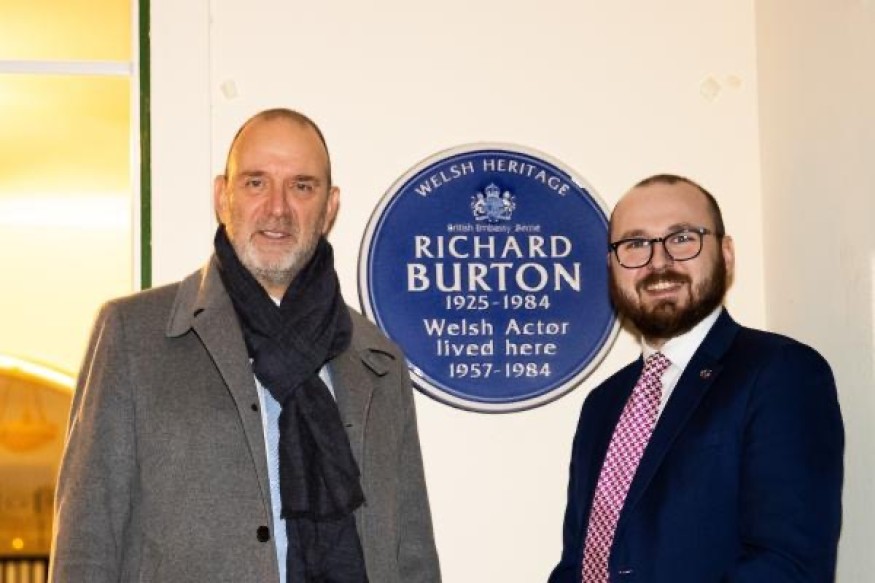 WELSH HERITAGE
British Embassy Berne
RICHARD
BURTON
1925-1984
Welsh Actor
lived here
1957-1984